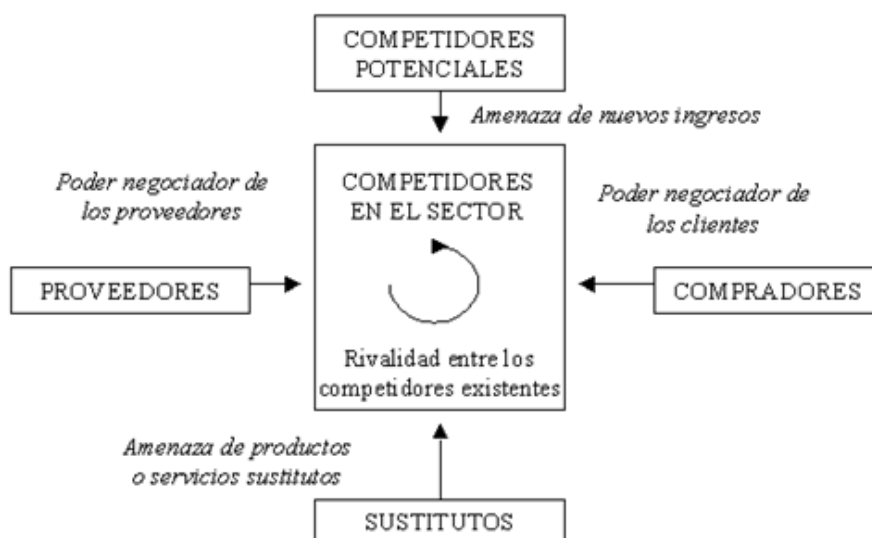 COMPETIDORES
POTENCIALES
Amenaza de nuevos ingresos
Poder negociador de
los proveedores
COMPETIDORES
EN EL SECTOR
Poder negociador de
los clientes
PROVEEDORES
COMPRADORES
Rivalidad entre los
competidores existentes
Amenaza de productos
o servicios sustitutos
SUSTITUTOS